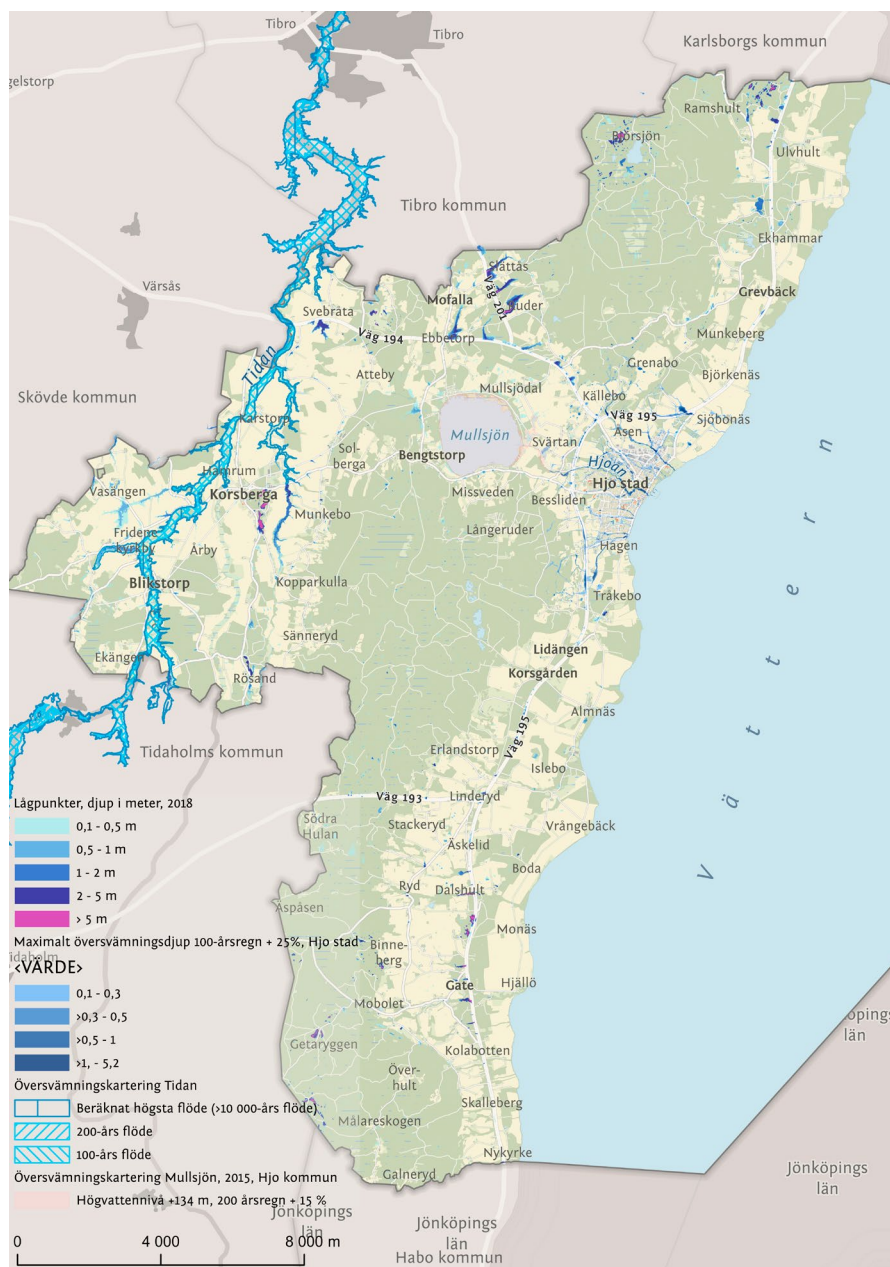 Tibro
Tibro
Karlsborgs kommun
gelstorp
Ramshult
Björsjön
Ulvhult
Tibro kommun
Ekhammar
Slättås
Värsås
Grevbäck
Mofalla
Väg 201
Ruder
Svebråta
Väg 194
Ebbetorp
Munkeberg
Tidan
Grenabo
Atteby
Björkenäs
Mullsjödal
Skövde kommun
Källebo
Väg 195
Sjöbonäs
Karstorp
Mullsjön
Svärtan
Åsen
Sol-
berga
Bengtstorp
Hamrum
Hjoån
Hjo stad
Vasängen
Korsberga
Missveden
Bessliden
Munkebo
Långeruder
Fridene
kyrkby
Årby
Hagen
Blikstorp
Kopparkulla
Tråkebo
Vättern
Sänneryd
Lidängen
Ekängen
Korsgården
Rösand
Almnäs
Väg 195
Tidaholms kommun
Erlandstorp
Islebo
Väg 193
Linderyd
Lågpunkter, djup i meter, 2018
0,1 - 0,5 m
0,5 - 1 m
1 - 2 m
2 - 5 m
> 5 m
Södra
Hulan
Stackeryd
Vrångebäck
Äskelid
Boda
Ryd
Dalshult
Äspåsen
Monäs
Maximalt översvämningsdjup 100-årsregn + 25%, Hjo stad
Binne-
berg
idaholm
<VÄRDE>
0,1 - 0,3
>0,3 - 0,5
>0,5 - 1
>1, - 5,2
Gate
Hjällö
Mobolet
öpings
län
Getaryggen
Kolabotten
Över-
hult
Översvämningskartering Tidan
Beräknat högsta flöde (>10 000-års flöde)
200-års flöde
100-års flöde
Skalleberg
Målareskogen
Nykyrke
Galneryd
Jönköpings
län
Översvämningskartering Mullsjön, 2015, Hjo kommun
Högvattennivå +134 m, 200 årsregn + 15 %
Jönköpings
län
Jönköpings
län
Habo kommun
0 4 000 8 000 m